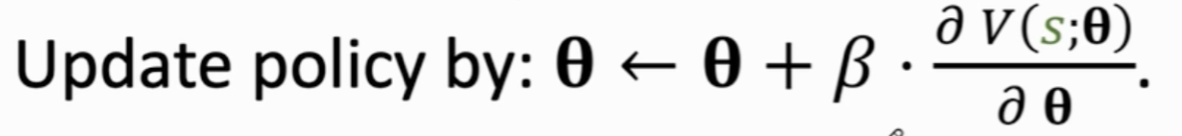 Update policy by: θ ← θ + β · ∂ V(s;θ) / ∂ θ.